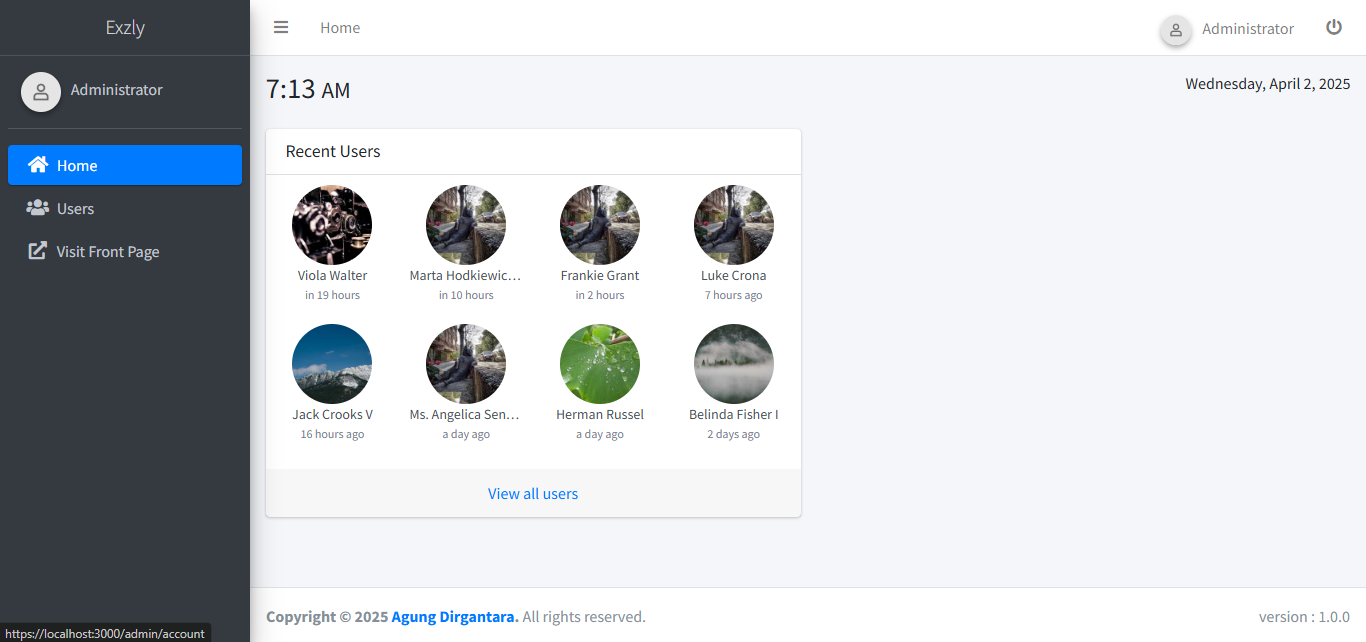 Exzly
Home
Administrator
Administrator
Home
Users
Visit Front Page
7:13 AM
Wednesday, April 2, 2025
Recent Users
Viola Walter
in 19 hours
Marta Hodkiewic...
in 10 hours
Frankie Grant
in 2 hours
Luke Crona
7 hours ago
Jack Crooks V
16 hours ago
Ms. Angelica Sen...
a day ago
Herman Russel
a day ago
Belinda Fisher I
2 days ago
View all users
Copyright © 2025 Agung Dirgantara. All rights reserved.
version : 1.0.0
https://localhost:3000/admin/account